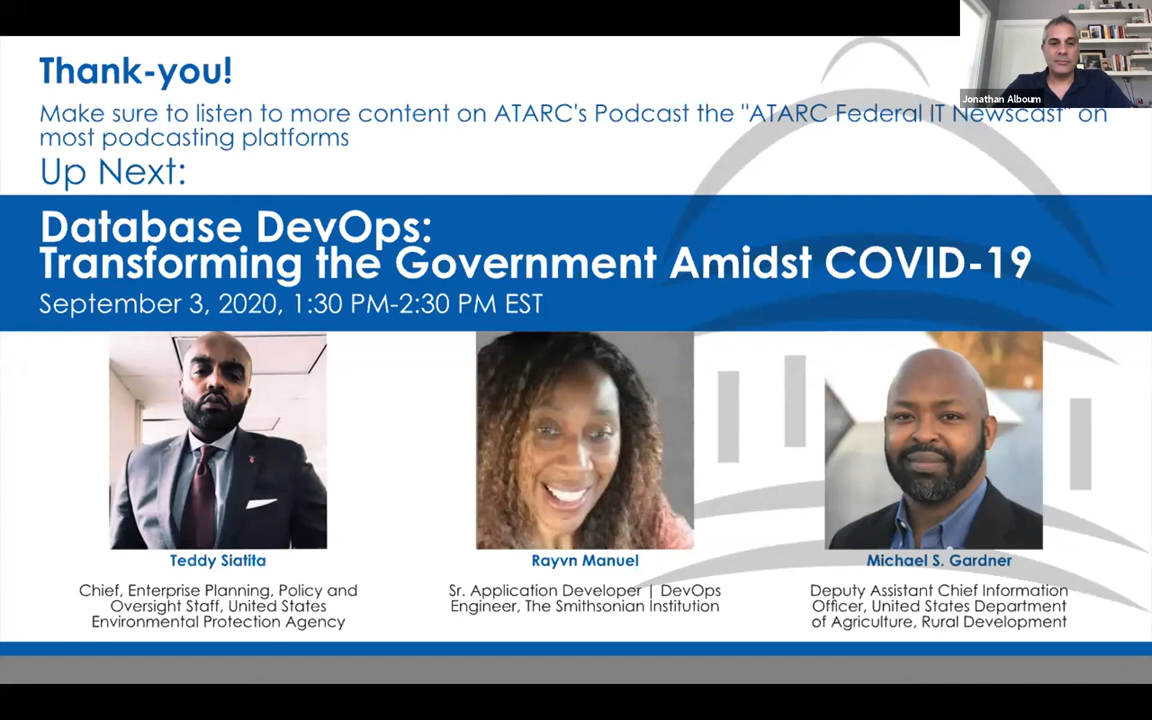 Thank-you!
Jonathan Alboum
Make sure to listen to more content on ATARC's Podcast the "ATARC Federal IT Newscast" on
most podcasting platforms
Up Next:
Database DevOps:
Transforming the Government Amidst COVID-19
September 3, 2020, 1:30 PM-2:30 PM EST
Teddy Siatita
Chief, Enterprise Planning, Policy and
Oversight Staff, United States
Environmental Protection Agency
Rayvn Manuel
Sr. Application Developer | DevOps
Engineer, The Smithsonian Institution
Michael S. Gardner
Deputy Assistant Chief Information
Officer, United States Department
of Agriculture, Rural Development